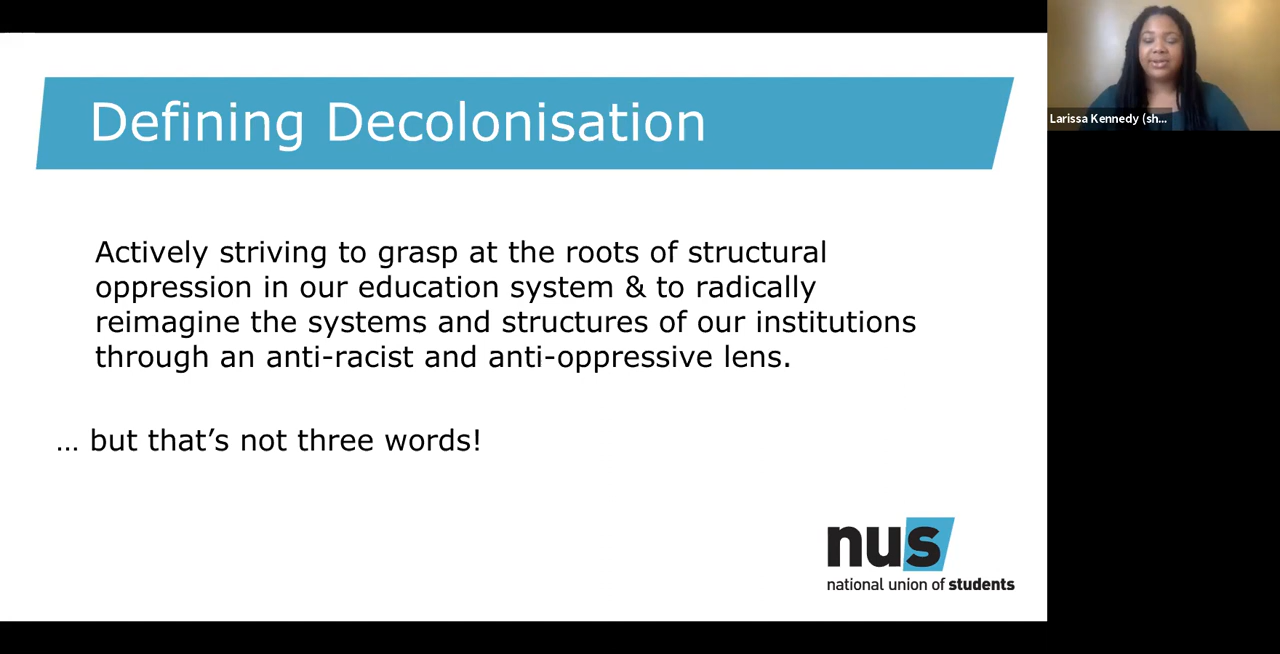 Defining Decolonisation
Larissa Kennedy (sh...
Actively striving to grasp at the roots of structural
oppression in our education system & to radically
reimagine the systems and structures of our institutions
through an anti-racist and anti-oppressive lens.
… but that’s not three words!
nus
national union of students